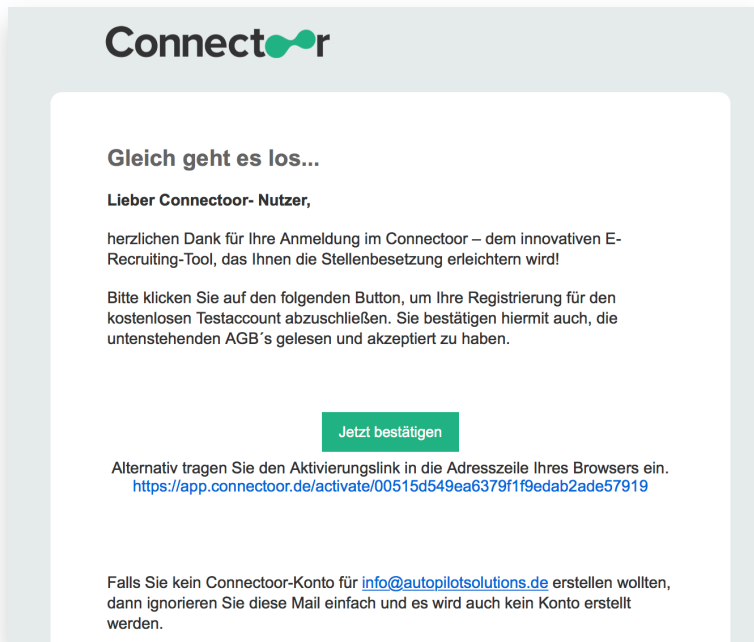 Connectoor
Gleich geht es los...
Lieber Connectoor- Nutzer,
herzlichen Dank für Ihre Anmeldung im Connectoor – dem innovativen E-
Recruiting-Tool, das Ihnen die Stellenbesetzung erleichtern wird!
Bitte klicken Sie auf den folgenden Button, um Ihre Registrierung für den
kostenlosen Testaccount abzuschließen. Sie bestätigen hiermit auch, die
untenstehenden AGB´s gelesen und akzeptiert zu haben.
Jetzt bestätigen
Alternativ tragen Sie den Aktivierungslink in die Adresszeile Ihres Browsers ein.
https://app.connectoor.de/activate/00515d549ea6379f1f9edab2ade57919
Falls Sie kein Connectoor-Konto für info@autopilotsolutions.de erstellen wollten,
dann ignorieren Sie diese Mail einfach und es wird auch kein Konto erstellt
werden.